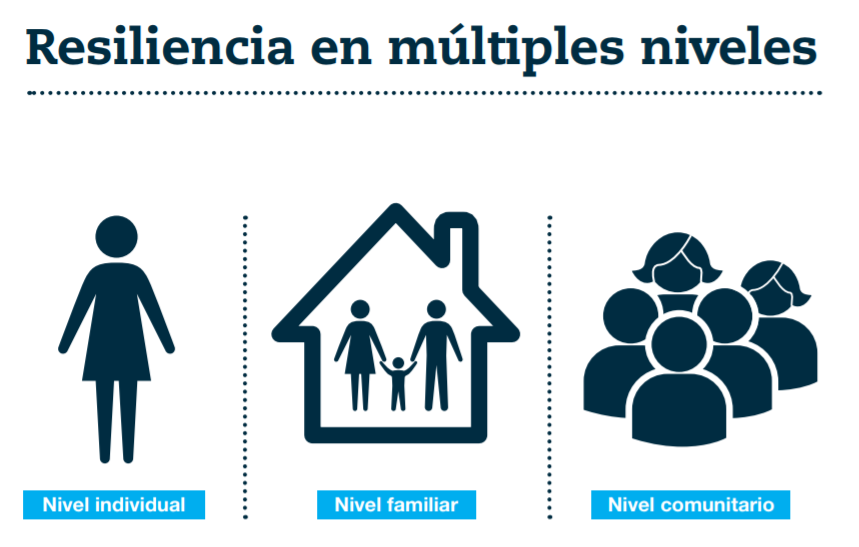 Resiliencia en múltiples niveles
Nivel individual
Nivel familiar
Nivel comunitario